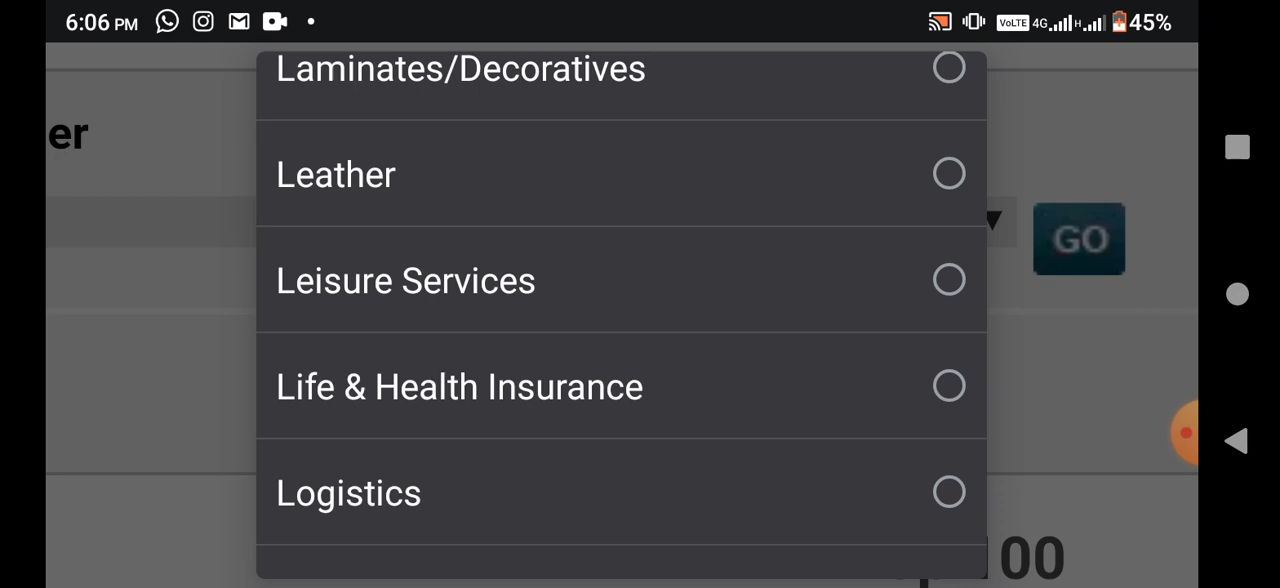 6:06 PM
VoLTE 4G H 45%
Laminates/Decoratives
er
Leather
GO
Leisure Services
Life & Health Insurance
Logistics
00